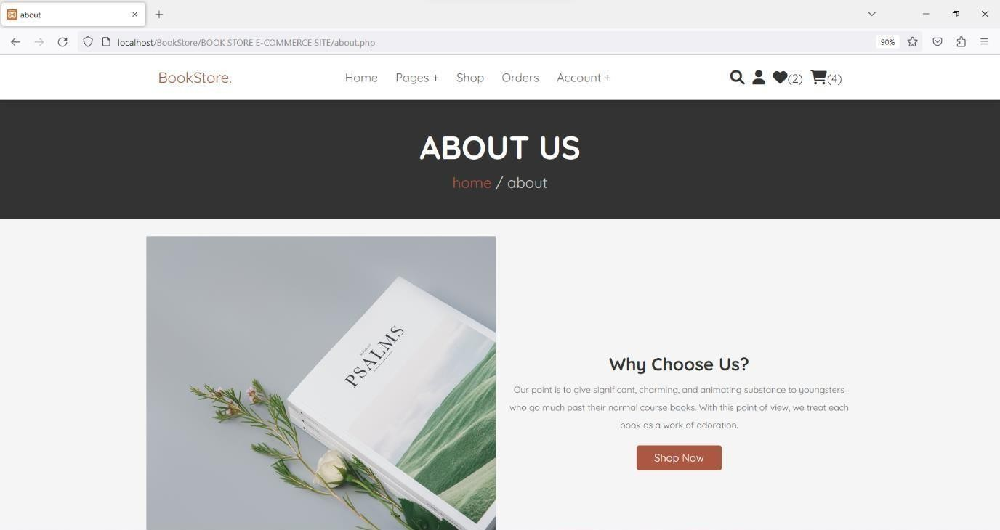 about
localhost/BookStore/BOOK STORE E-COMMERCE SITE/about.php
90%
BookStore.
Home Pages + Shop Orders Account +
(2) (4)
ABOUT US
home / about
PSALMS
Why Choose Us?
Our point is to give significant, charming, and animating substance to youngsters
who go much past their normal course books. With this point of view, we treat each
book as a work of adoration.
Shop Now